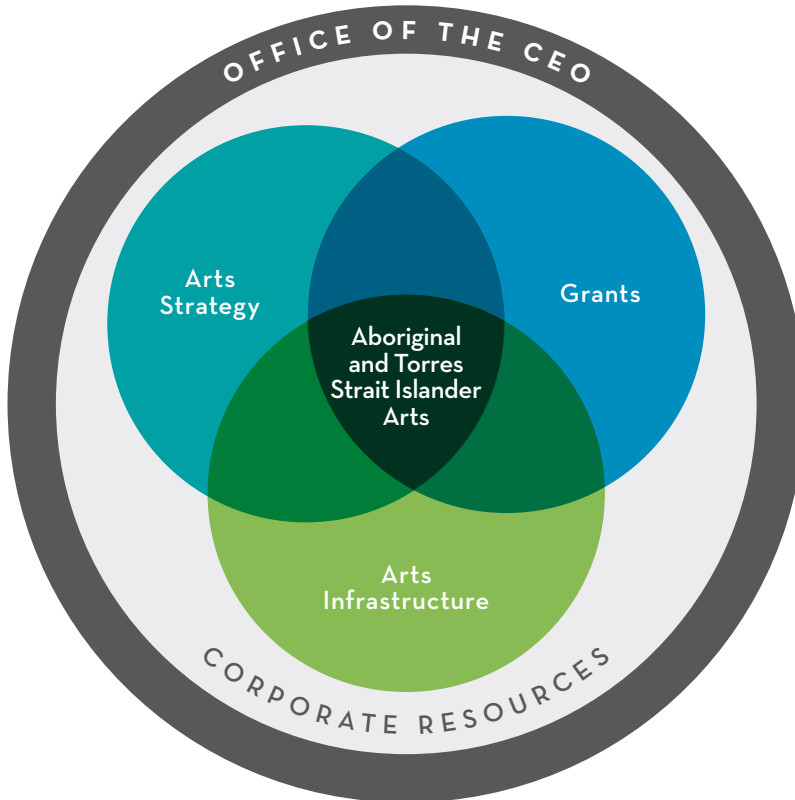 OFFICE OF THE CEO
Arts
Strategy
Grants
Aboriginal
and Torres
Strait Islander
Arts
Arts
Infrastructure
CORPORATE RESOURCES